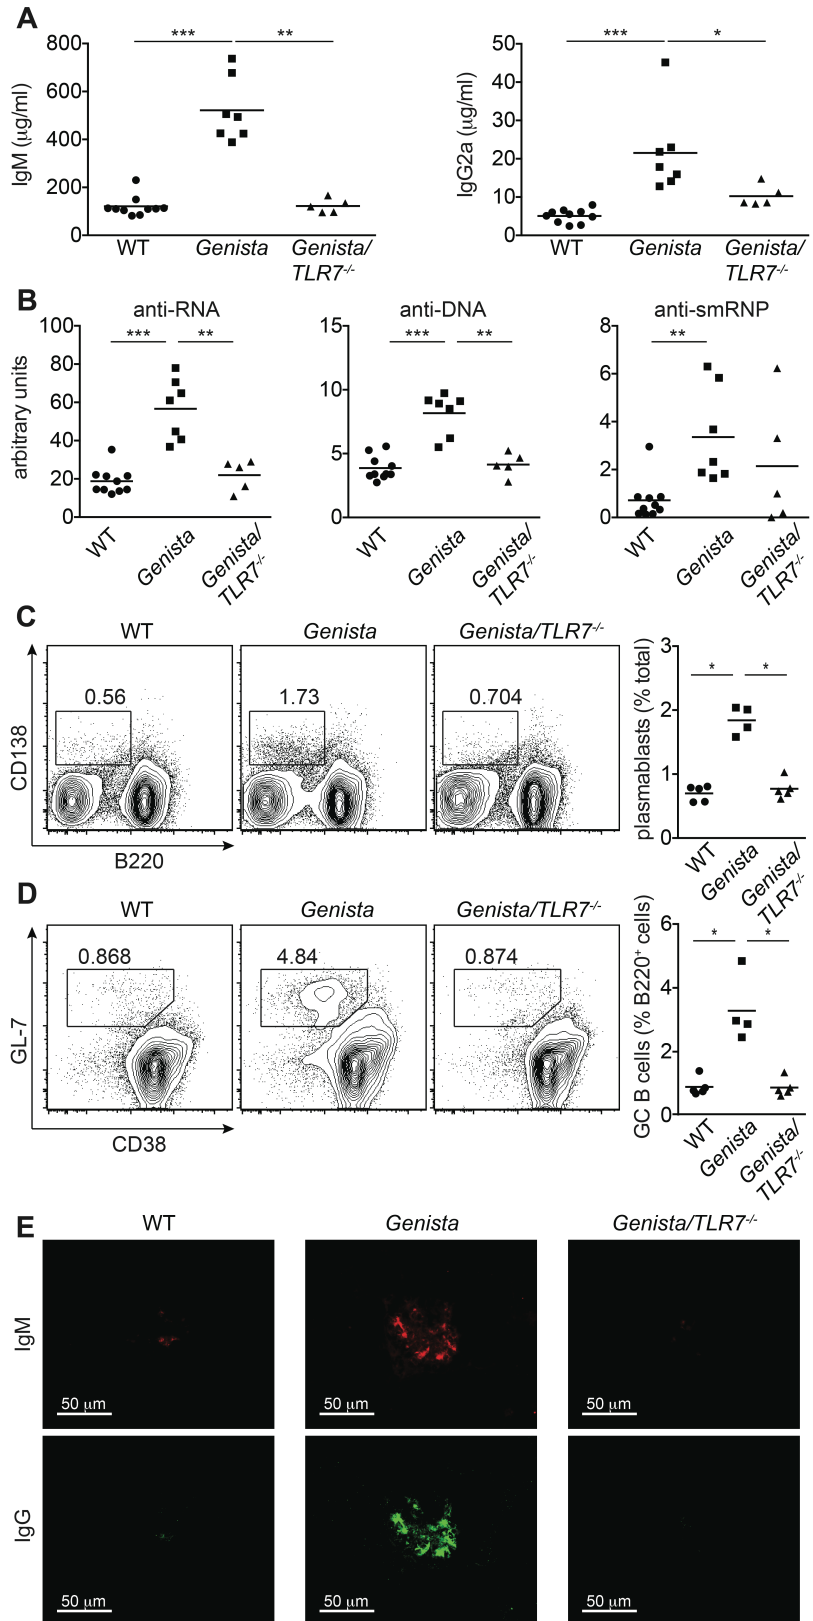 A
IgM (μg/ml)
800
600
400
200
0
***
**
WT
Genista
Genista/
TLR7-/-
IgG2a (μg/ml)
50
40
30
20
10
0
***
*
WT
Genista
Genista/
TLR7-/-
B
anti-RNA
arbitrary units
100
80
60
40
20
0
***
**
WT
Genista
Genista/
TLR7-/-
anti-DNA
15
10
5
0
***
**
WT
Genista
Genista/
TLR7-/-
anti-smRNP
8
6
4
2
0
**
WT
Genista
Genista/
TLR7-/-
C
WT
Genista
Genista/TLR7-/-
0.56
1.73
0.704
CD138
B220
plasmablasts (% total)
3
2
1
0
*
*
WT
Genista
Genista/
TLR7-/-
D
WT
Genista
Genista/TLR7-/-
0.868
4.84
0.874
GL-7
CD38
GC B cells (% B220+ cells)
6
4
2
0
*
*
WT
Genista
Genista/
TLR7-/-
E
WT
Genista
Genista/TLR7-/-
IgM
50 μm
50 μm
50 μm
IgG
50 μm
50 μm
50 μm